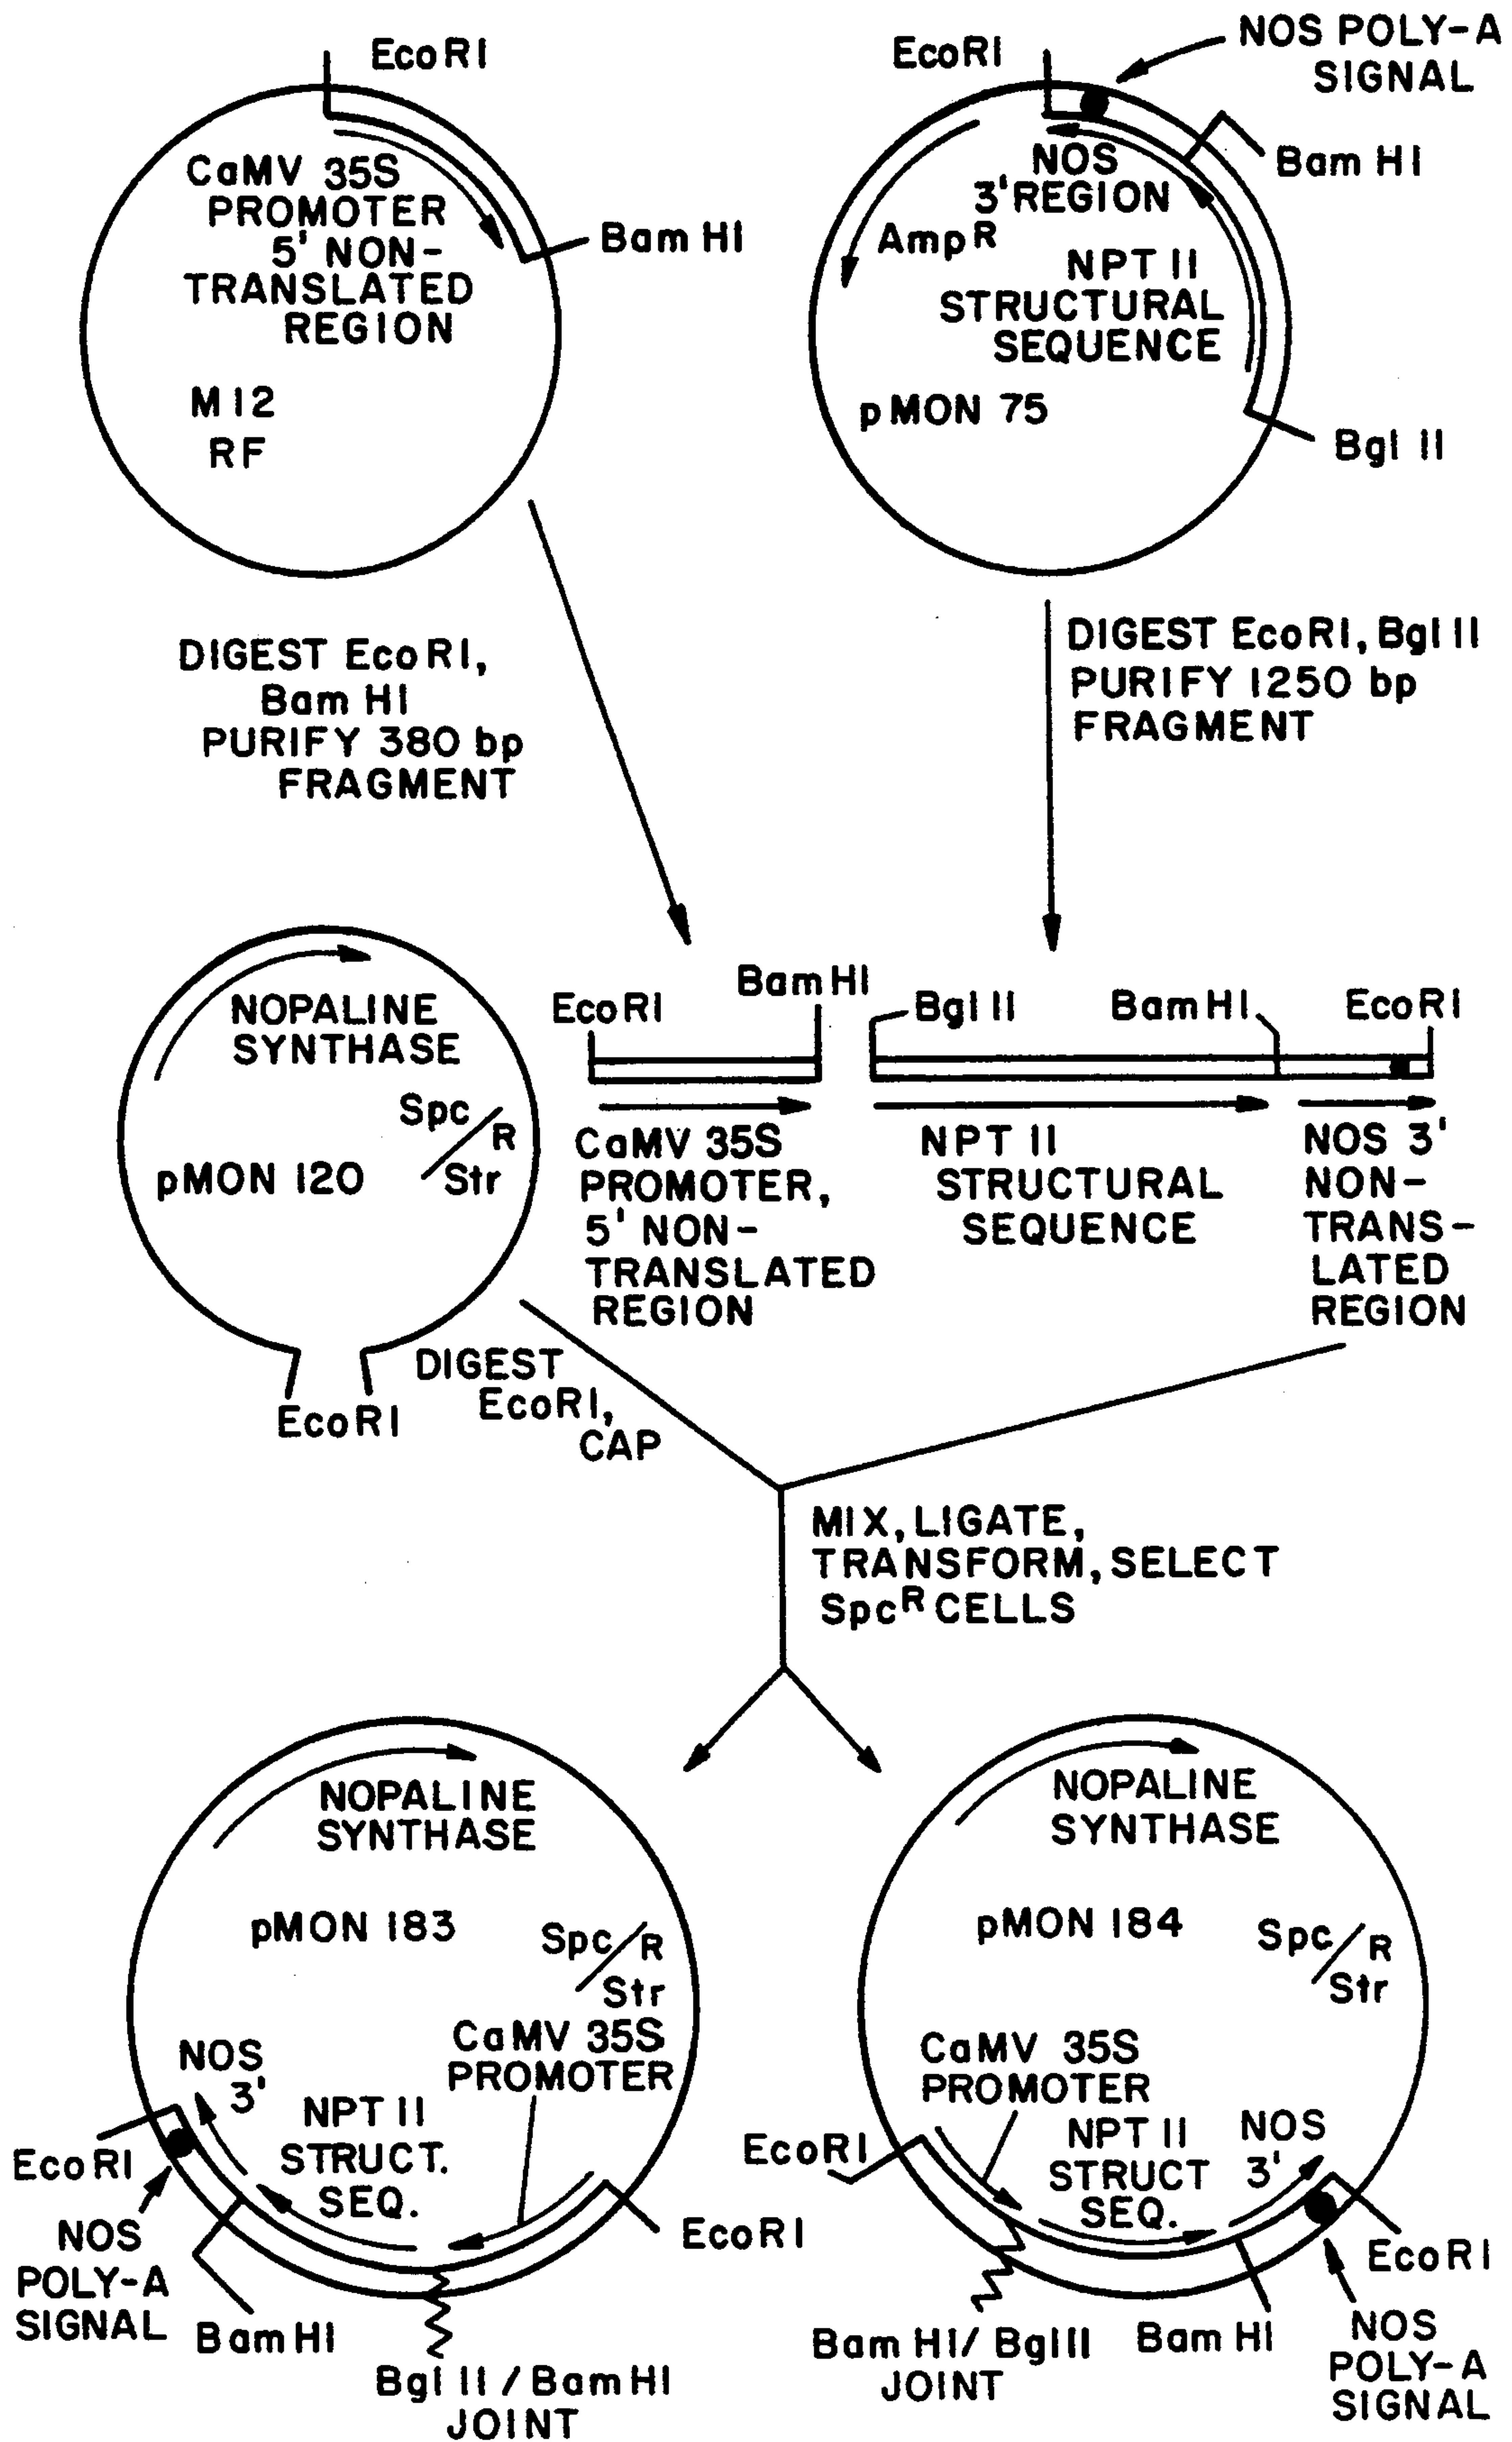 EcoRI
CaMV 35S
PROMOTER
5' NON-
TRANSLATED
REGION
Bam HI
M12
RF
EcoRI
NOS POLY-A
SIGNAL
Bam HI
NOS
3' REGION
AmpR
NPT II
STRUCTURAL
SEQUENCE
pMON 75
Bgl II
DIGEST EcoRI,
Bam HI
PURIFY 380 bp
FRAGMENT
DIGEST EcoRI, Bgl II
PURIFY 1250 bp
FRAGMENT
NOPALINE
SYNTHASE
Spc/R
Str
pMON 120
EcoRI
EcoRI
BamHI
Bgl II
BamHI
EcoRI
CaMV 35S
PROMOTER,
5' NON-
TRANSLATED
REGION
NPT II
STRUCTURAL
SEQUENCE
NOS 3'
NON-
TRANS-
LATED
REGION
DIGEST
EcoRI,
CAP
MIX, LIGATE,
TRANSFORM, SELECT
SpcR CELLS
NOPALINE
SYNTHASE
pMON 183
Spc/R
Str
CaMV 35S
PROMOTER
NOS
3'
NPT II
STRUCT.
SEQ.
EcoRI
NOS
POLY-A
SIGNAL
Bam HI
EcoRI
Bgl II / Bam HI
JOINT
NOPALINE
SYNTHASE
pMON 184
Spc/R
Str
CaMV 35S
PROMOTER
EcoRI
NPT II
STRUCT
SEQ.
NOS
3'
EcoRI
Bam HI/ BglII
JOINT
Bam HI
NOS
POLY-A
SIGNAL